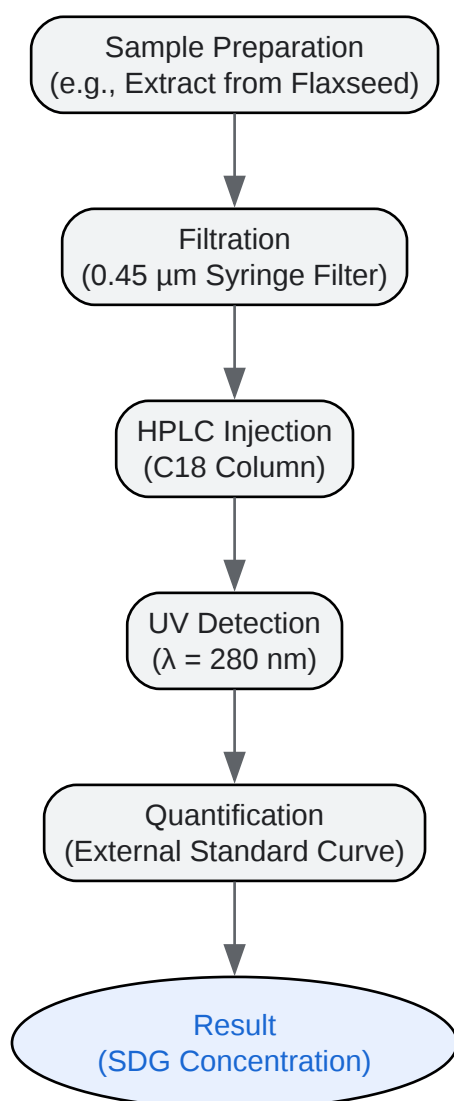 Sample Preparation
(e.g., Extract from Flaxseed)
Filtration
(0.45 µm Syringe Filter)
HPLC Injection
(C18 Column)
UV Detection
(λ = 280 nm)
Quantification
(External Standard Curve)
Result
(SDG Concentration)